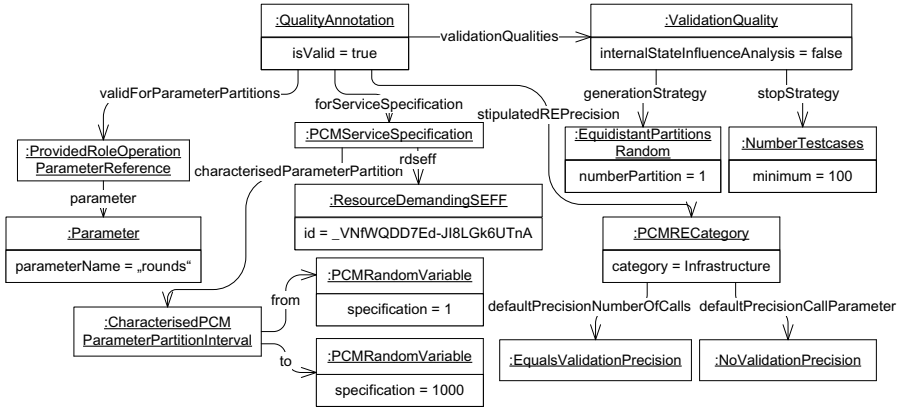 :QualityAnnotation
isValid = true
validationQualities
:ValidationQuality
internalStateInfluenceAnalysis = false
validForParameterPartitions
forServiceSpecification
stipulatedREPrecision
generationStrategy
stopStrategy
:PCMServiceSpecification
:ProvidedRoleOperation
ParameterReference
characterisedParameterPartition
rdseff
:EquidistantPartitions
Random
numberPartition = 1
:NumberTestcases
minimum = 100
parameter
:ResourceDemandingSEFF
id = _VNfWQDD7Ed-JI8LGk6UTnA
:Parameter
parameterName = „rounds“
:PCMRECategory
category = Infrastructure
from
:PCMRandomVariable
specification = 1
defaultPrecisionNumberOfCalls
defaultPrecisionCallParameter
:CharacterisedPCM
ParameterPartitionInterval
to
:PCMRandomVariable
specification = 1000
:EqualsValidationPrecision
:NoValidationPrecision